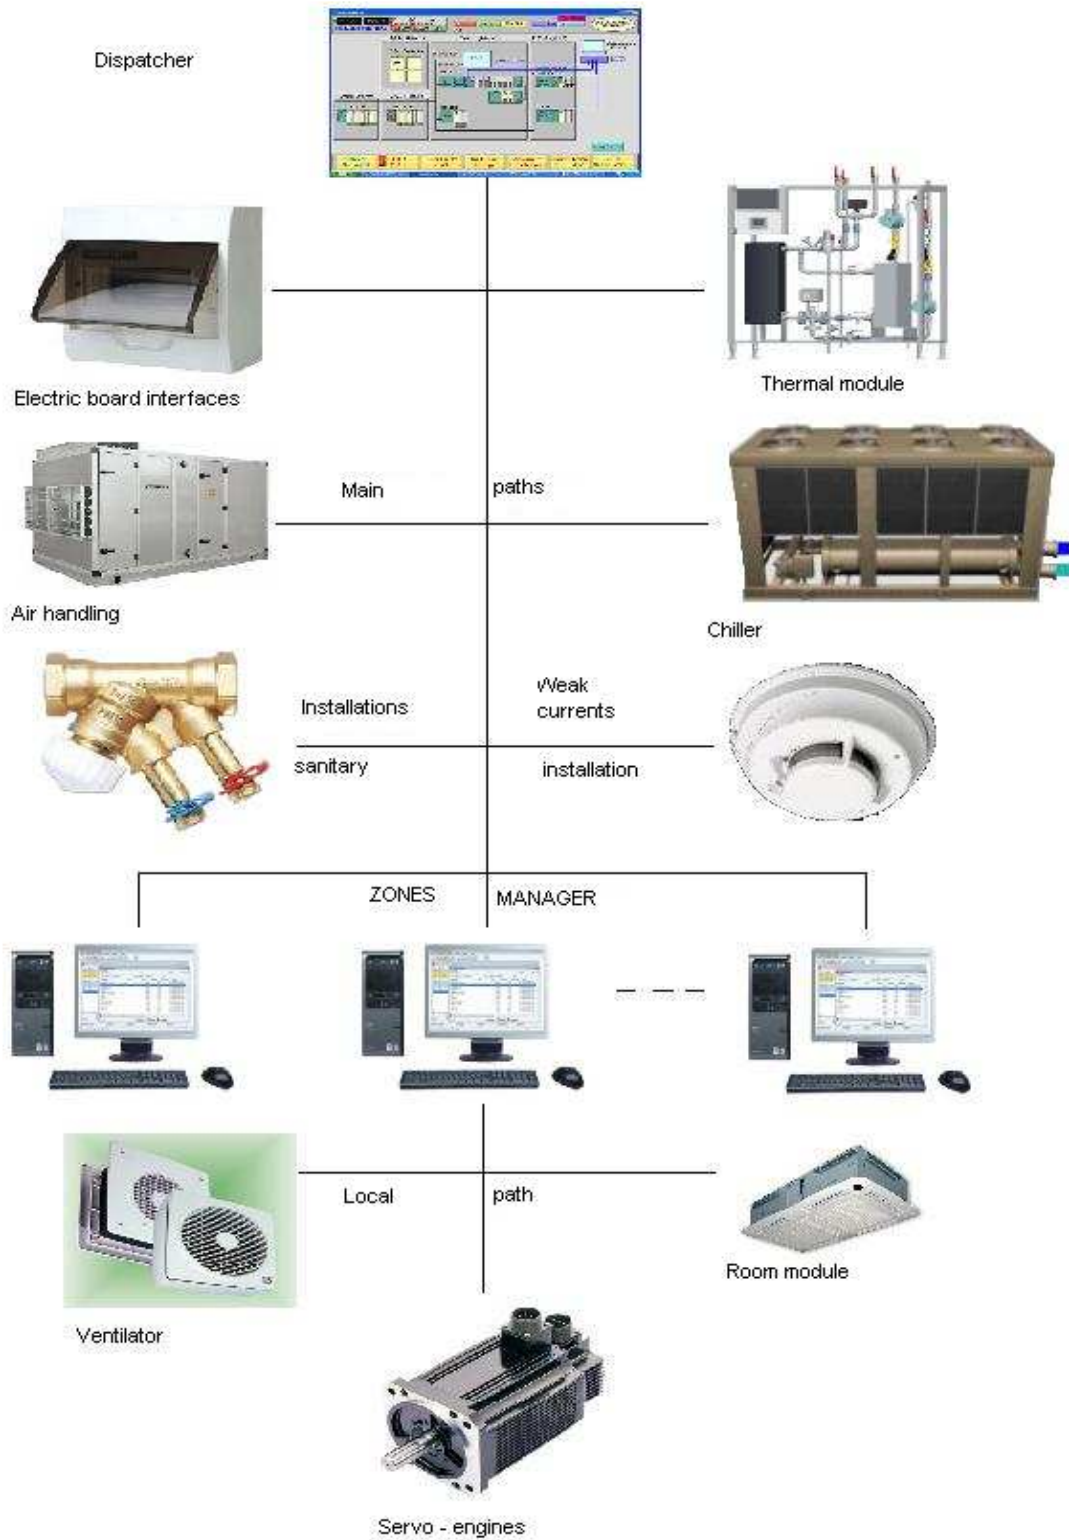 Dispatcher
Electric board interfaces
Thermal module
Main paths
Air handling
Chiller
Installations
sanitary
Weak
currents
installation
ZONES MANAGER
Local path
Ventilator
Room module
Servo - engines